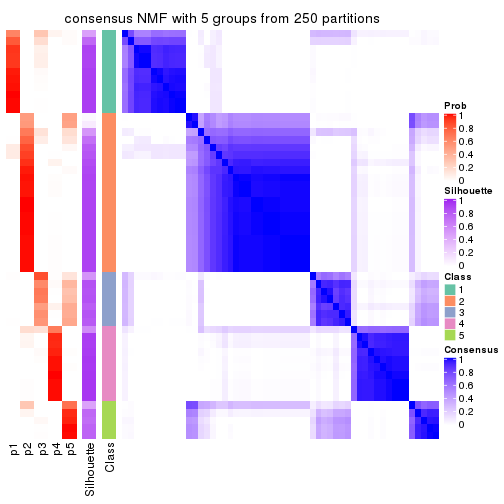 consensus NMF with 5 groups from 250 partitions
Prob
1
0.8
0.6
0.4
0.2
0
Silhouette
1
0.8
0.6
0.4
0.2
0
Class
1
2
3
4
5
Consensus
1
0.8
0.6
0.4
0.2
0
p1
p2
p3
p4
p5
Silhouette
Class